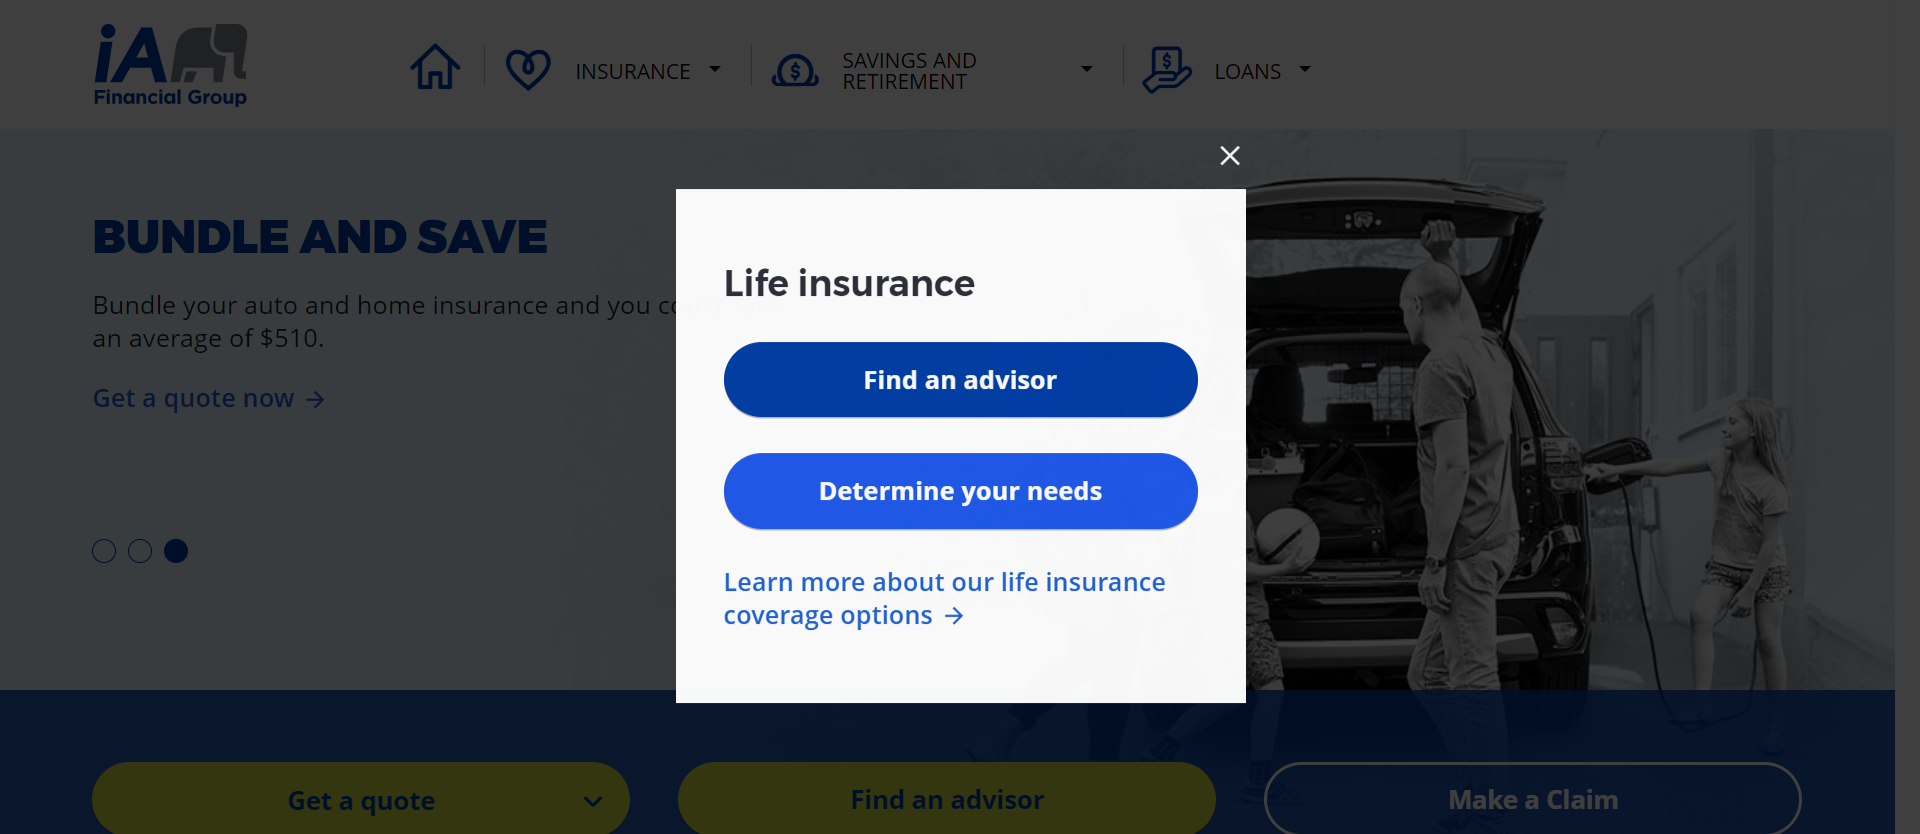 iA
Financial Group
INSURANCE
SAVINGS AND
RETIREMENT
LOANS
BUNDLE AND SAVE
Bundle your auto and home insurance and you
an average of $510.
Get a quote now →
Life insurance
Find an advisor
Determine your needs
Learn more about our life insurance
coverage options →
Get a quote
Find an advisor
Make a Claim